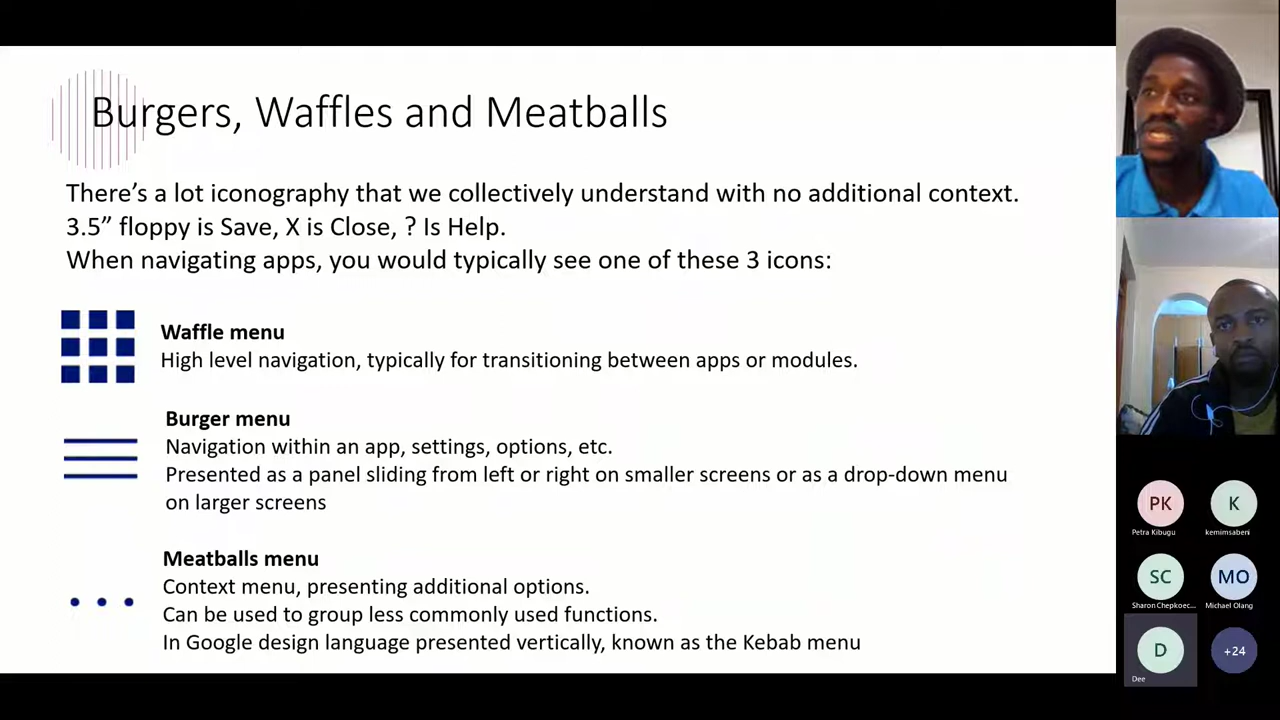 Burgers, Waffles and Meatballs
There's a lot iconography that we collectively understand with no additional context.
3.5” floppy is Save, X is Close, ? Is Help.
When navigating apps, you would typically see one of these 3 icons:
Waffle menu
High level navigation, typically for transitioning between apps or modules.
Burger menu
Navigation within an app, settings, options, etc.
Presented as a panel sliding from left or right on smaller screens or as a drop-down menu
on larger screens
Meatballs menu
Context menu, presenting additional options.
Can be used to group less commonly used functions.
In Google design language presented vertically, known as the Kebab menu
PK
K
Petra Kibugu
kemimsaberi
SC
MO
Sharon Chepkoec...
Michael Olang
D
+24
Dee